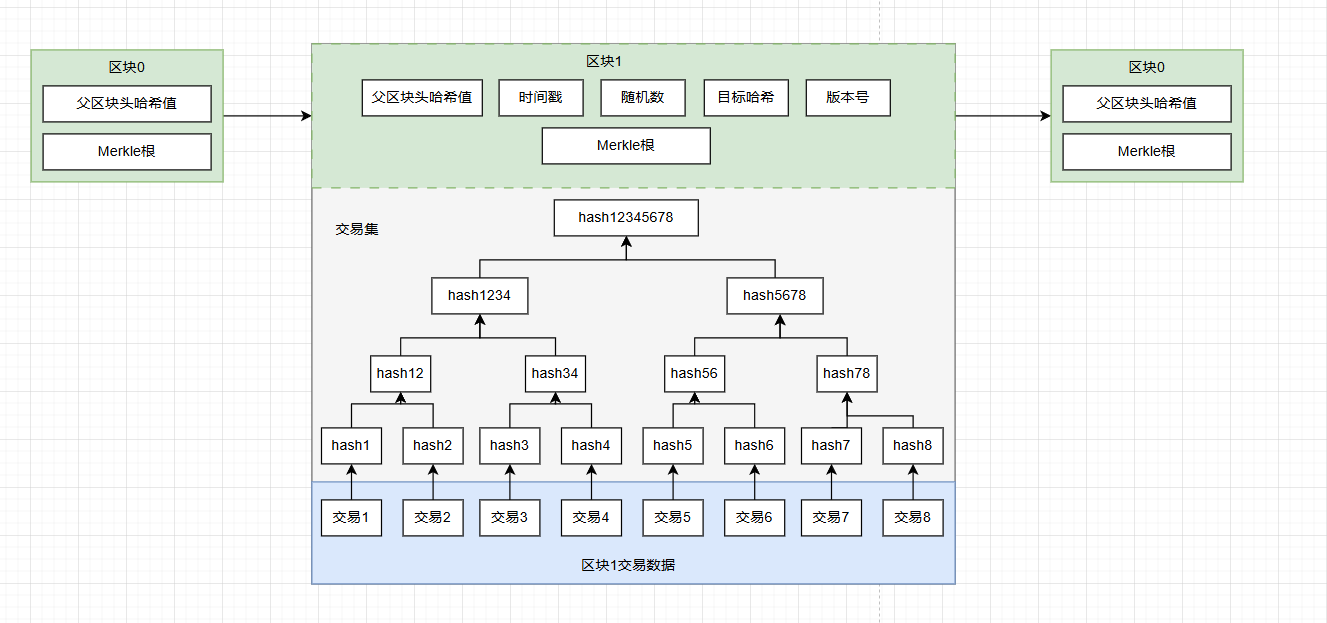 区块0
父区块头哈希值
Merkle根
区块1
父区块头哈希值
时间戳
随机数
目标哈希
版本号
Merkle根
区块0
父区块头哈希值
Merkle根
交易集
hash12345678
hash1234
hash5678
hash12
hash34
hash56
hash78
hash1
hash2
hash3
hash4
hash5
hash6
hash7
hash8
交易1
交易2
交易3
交易4
交易5
交易6
交易7
交易8
区块1交易数据